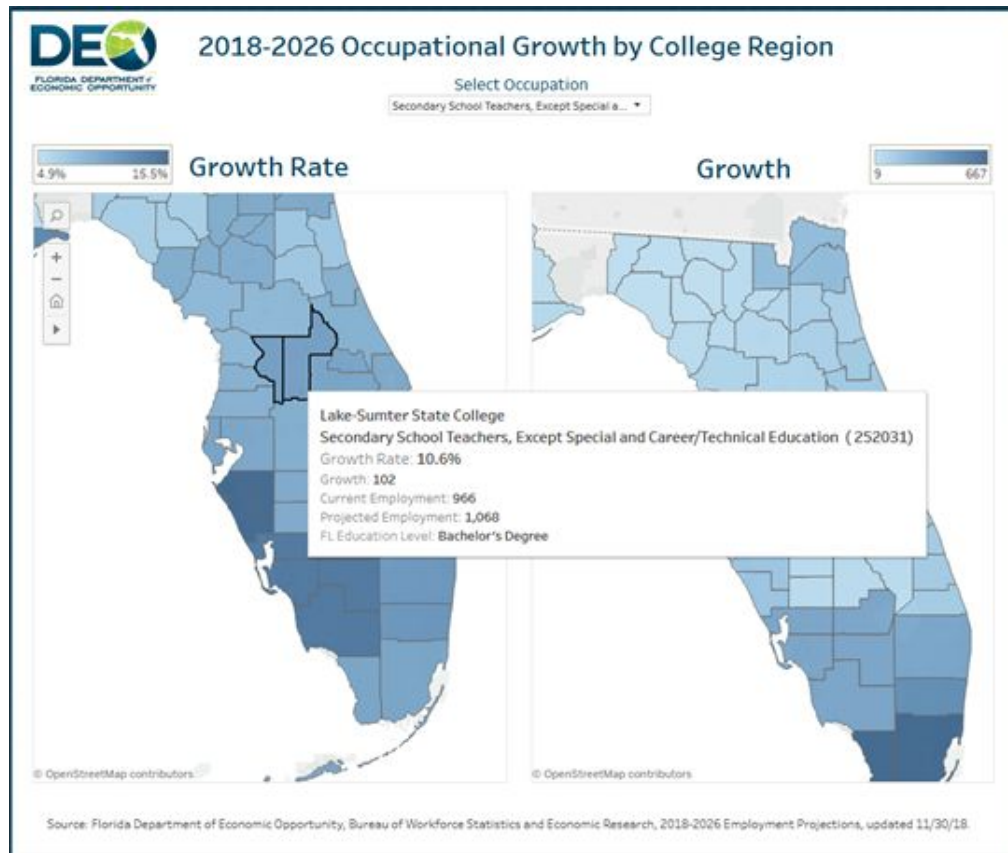 DEO
FLORIDA DEPARTMENT of
ECONOMIC OPPORTUNITY
2018-2026 Occupational Growth by College Region
Select Occupation
Secondary School Teachers, Except Special a...
4.9% 15.5%
Growth Rate
Growth
9 667
Lake-Sumter State College
Secondary School Teachers, Except Special and Career/Technical Education (252031)
Growth Rate: 10.6%
Growth: 102
Current Employment: 966
Projected Employment: 1,068
FL Education Level: Bachelor's Degree
© OpenStreetMap contributors
© OpenStreetMap contributors
Source: Florida Department of Economic Opportunity, Bureau of Workforce Statistics and Economic Research, 2018-2026 Employment Projections, updated 11/30/18.